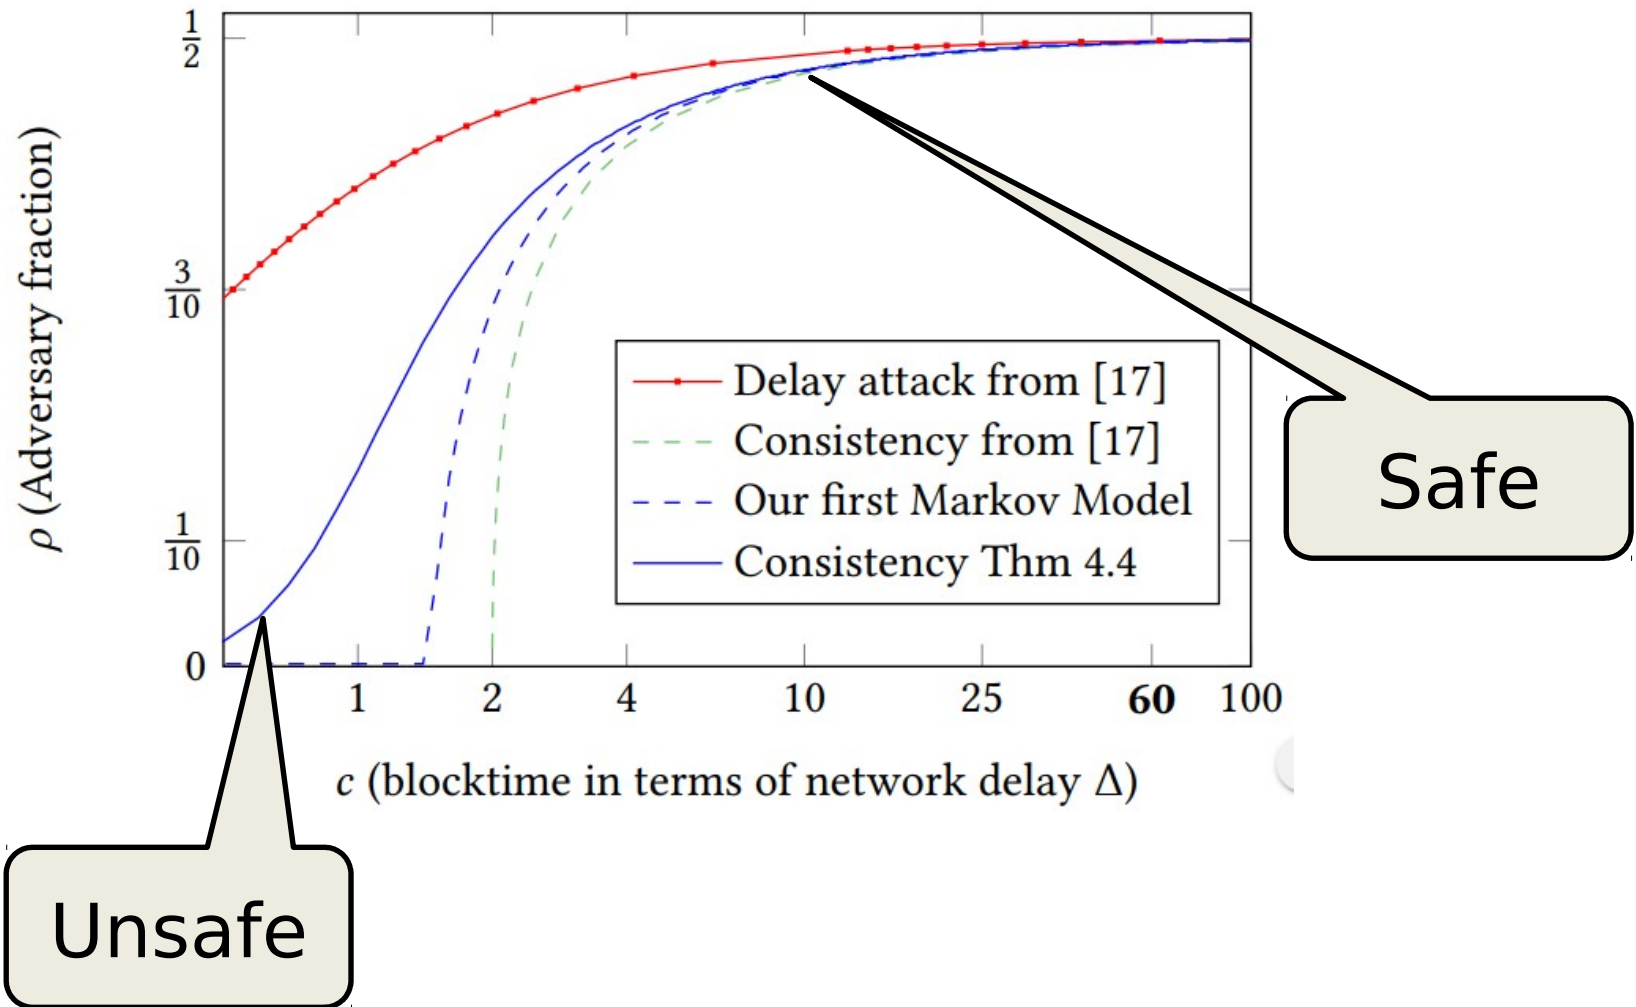 1
2
ρ (Adversary fraction)
3
10
1
10
0
Delay attack from [17]
Consistency from [17]
Our first Markov Model
Consistency Thm 4.4
Safe
1 2 4 10 25 60 100
c (blocktime in terms of network delay Δ)
Unsafe